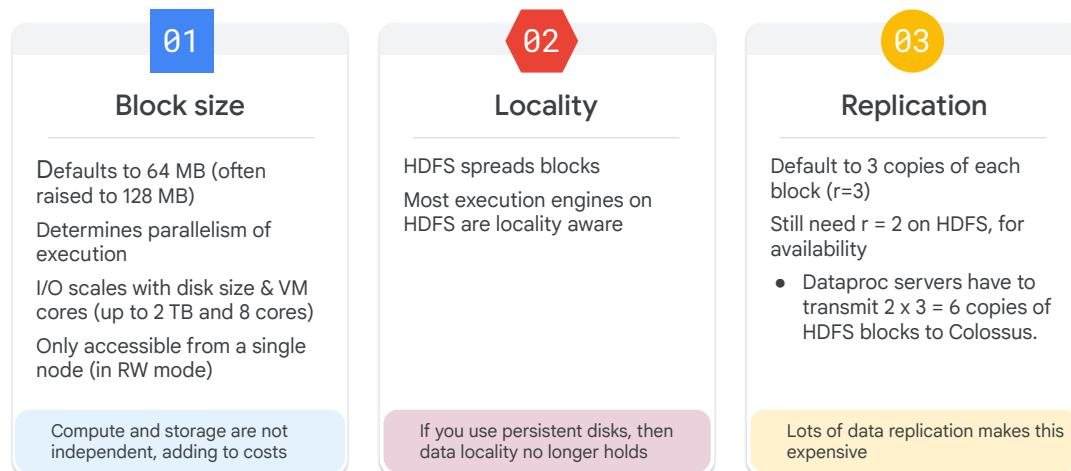 01
Block size
Defaults to 64 MB (often
raised to 128 MB)
Determines parallelism of
execution
I/O scales with disk size & VM
cores (up to 2 TB and 8 cores)
Only accessible from a single
node (in RW mode)
Compute and storage are not
independent, adding to costs
02
Locality
HDFS spreads blocks
Most execution engines on
HDFS are locality aware
If you use persistent disks, then
data locality no longer holds
03
Replication
Default to 3 copies of each
block (r=3)
Still need r = 2 on HDFS, for
availability
● Dataproc servers have to
transmit 2 x 3 = 6 copies of
HDFS blocks to Colossus.
Lots of data replication makes this
expensive